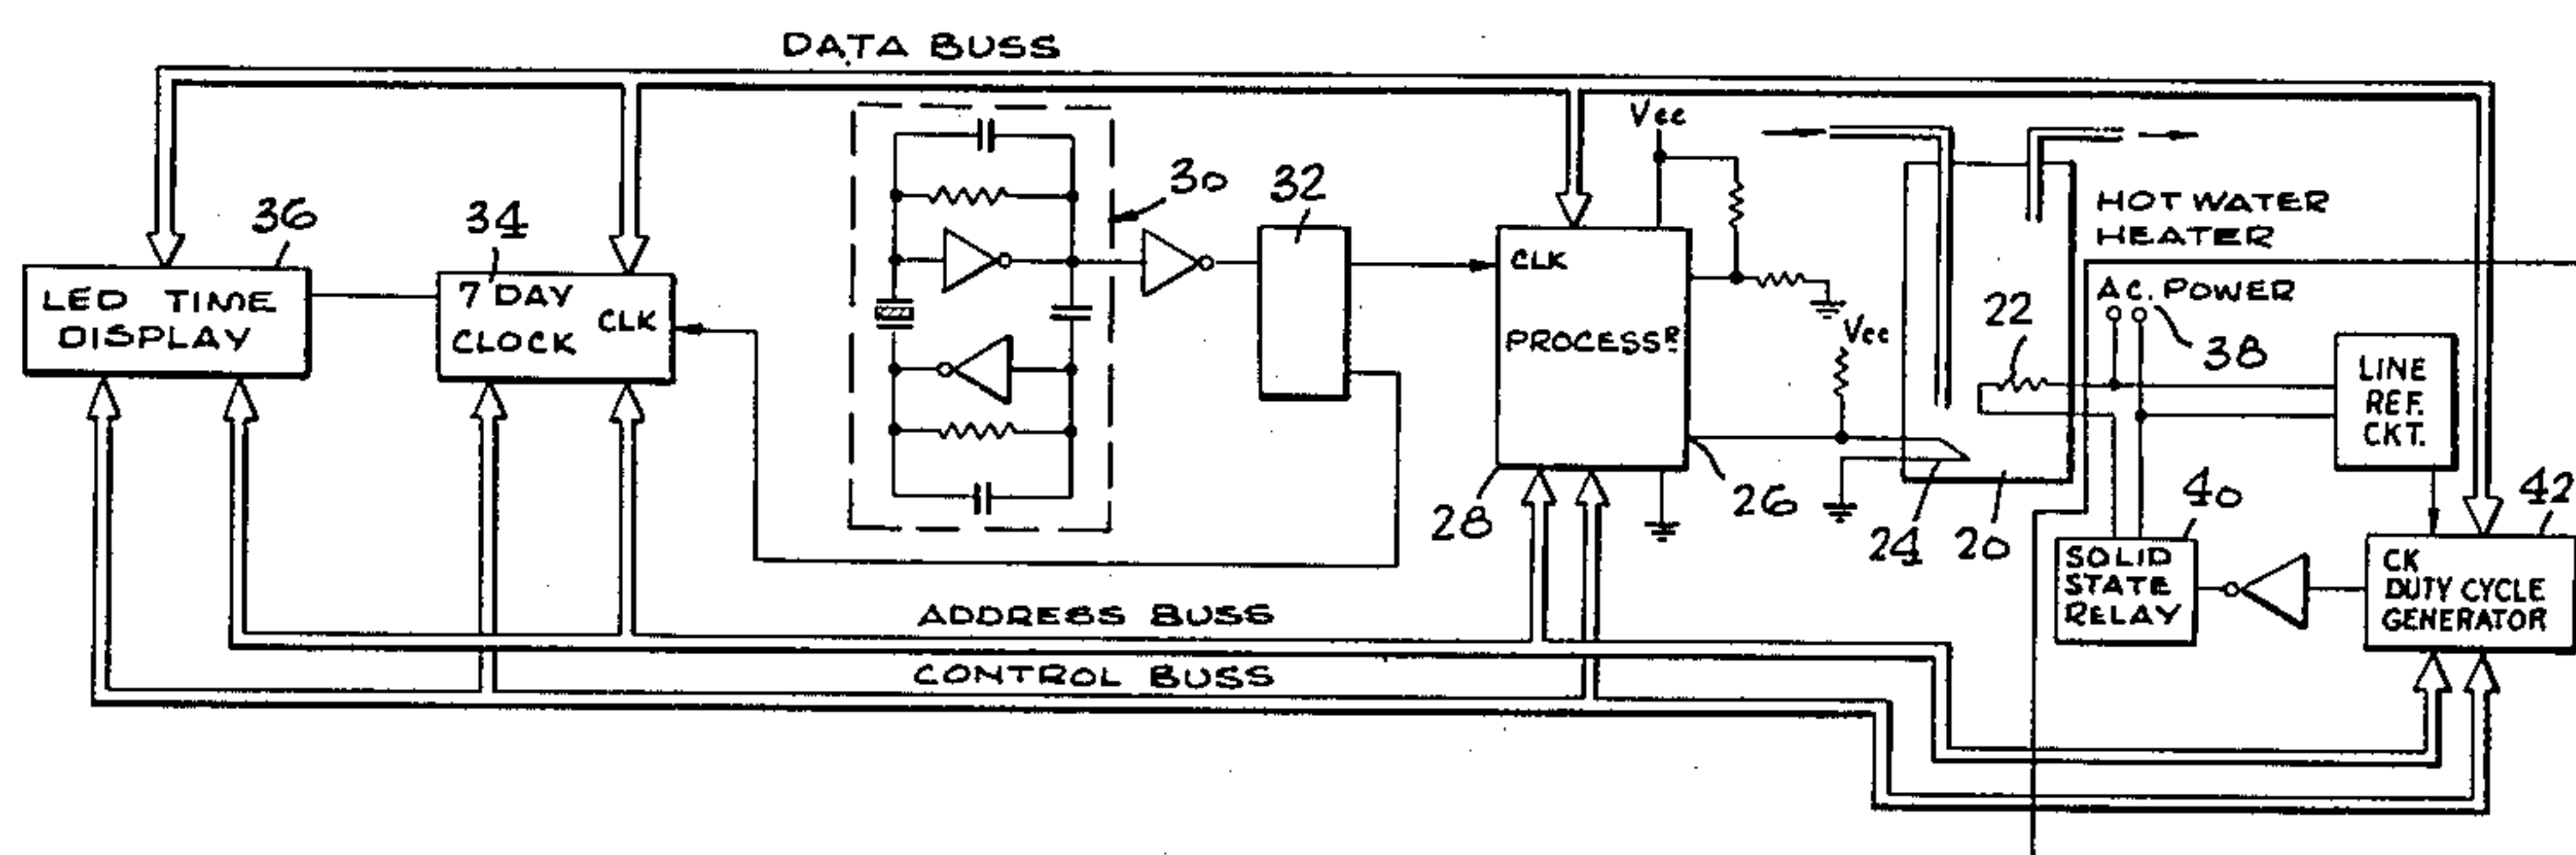 DATA BUSS
Vcc
30
32
36
34
HOT WATER
HEATER
CLK
7 DAY
CLOCK
CLK
LED TIME
DISPLAY
A.C. POWER
22
38
Vcc
PROCESSR
LINE
REF.
CKT.
28
26
24
20
40
42
SOLID
STATE
RELAY
CK
DUTY CYCLE
GENERATOR
ADDRESS BUSS
CONTROL BUSS